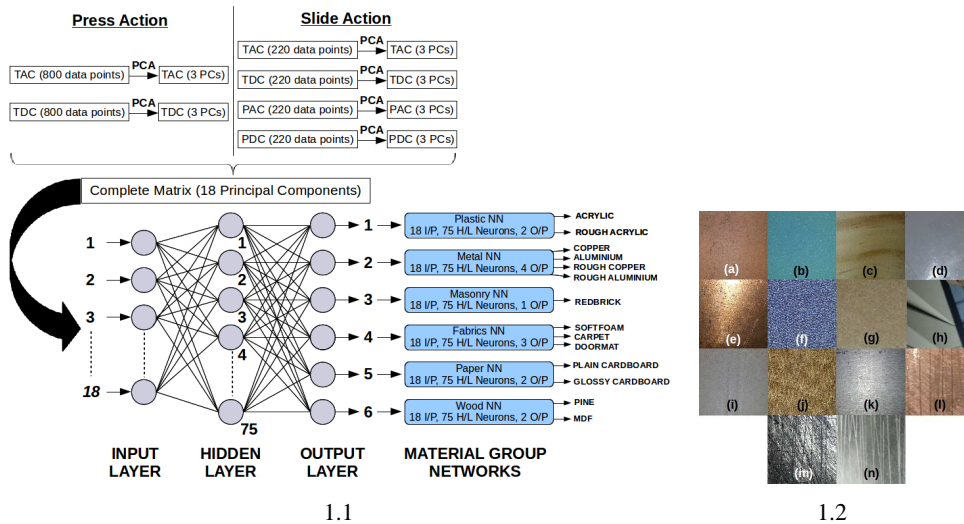 Press Action
Slide Action
TAC (800 data points) PCA TAC (3 PCs)
TDC (800 data points) PCA TDC (3 PCs)
TAC (220 data points) PCA TAC (3 PCs)
TDC (220 data points) PCA TDC (3 PCs)
PAC (220 data points) PCA PAC (3 PCs)
PDC (220 data points) PCA PDC (3 PCs)
Complete Matrix (18 Principal Components)
1
2
3
18
1
2
3
4
75
1
2
3
4
5
6
Plastic NN
18 I/P, 75 H/L Neurons, 2 O/P
ACRYLIC
ROUGH ACRYLIC
Metal NN
18 I/P, 75 H/L Neurons, 4 O/P
COPPER
ALUMINIUM
ROUGH COPPER
ROUGH ALUMINIUM
Masonry NN
18 I/P, 75 H/L Neurons, 1 O/P
REDBRICK
Fabrics NN
18 I/P, 75 H/L Neurons, 3 O/P
SOFTFOAM
CARPET
DOORMAT
Paper NN
18 I/P, 75 H/L Neurons, 2 O/P
PLAIN CARDBOARD
GLOSSY CARDBOARD
Wood NN
18 I/P, 75 H/L Neurons, 2 O/P
PINE
MDF
INPUT
LAYER
HIDDEN
LAYER
OUTPUT
LAYER
MATERIAL GROUP
NETWORKS
1.1
(a) (b) (c) (d)
(e) (f) (g) (h)
(i) (j) (k) (l)
(m) (n)
1.2